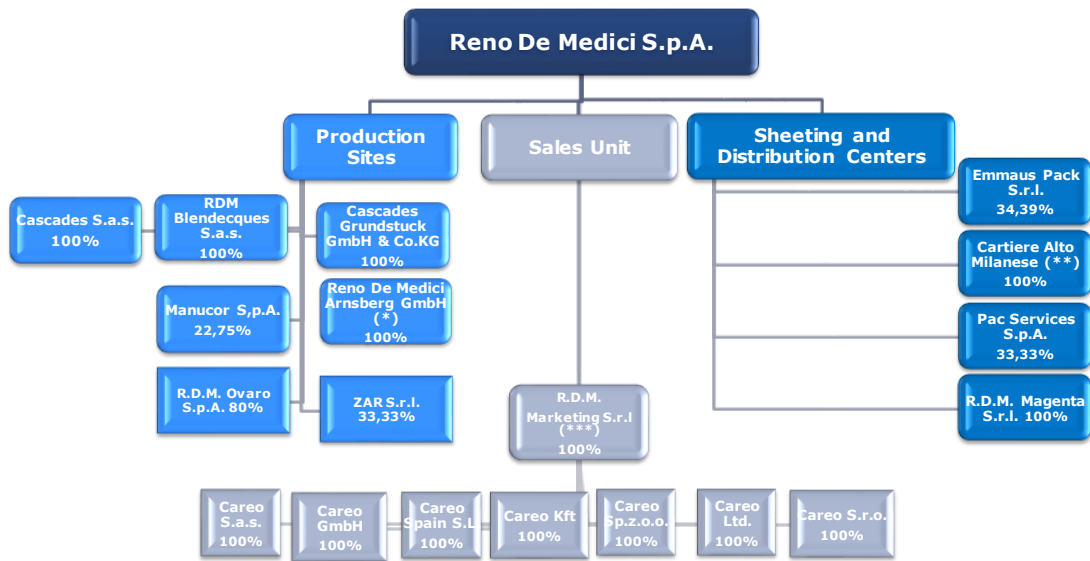 Reno De Medici S.p.A.
Production
Sites
Sales Unit
Sheeting and
Distribution Centers
Cascades S.a.s.
100%
RDM
Blendecques
S.a.s.
100%
Cascades
Grundstuck
GmbH & Co.KG
100%
Manucor S,p.A.
22,75%
Reno De Medici
Arnsberg GmbH
(*)
100%
R.D.M. Ovaro
S.p.A. 80%
ZAR S.r.l.
33,33%
R.D.M.
Marketing S.r.l
(***)
100%
Emmaus Pack
S.r.l.
34,39%
Cartiere Alto
Milanese (**)
100%
Pac Services
S.p.A.
33,33%
R.D.M. Magenta
S.r.l. 100%
Careo
S.a.s.
100%
Careo
GmbH
100%
Careo
Spain S.L
100%
Careo Kft
100%
Careo
Sp.z.o.o.
100%
Careo
Ltd.
100%
Careo S.r.o.
100%